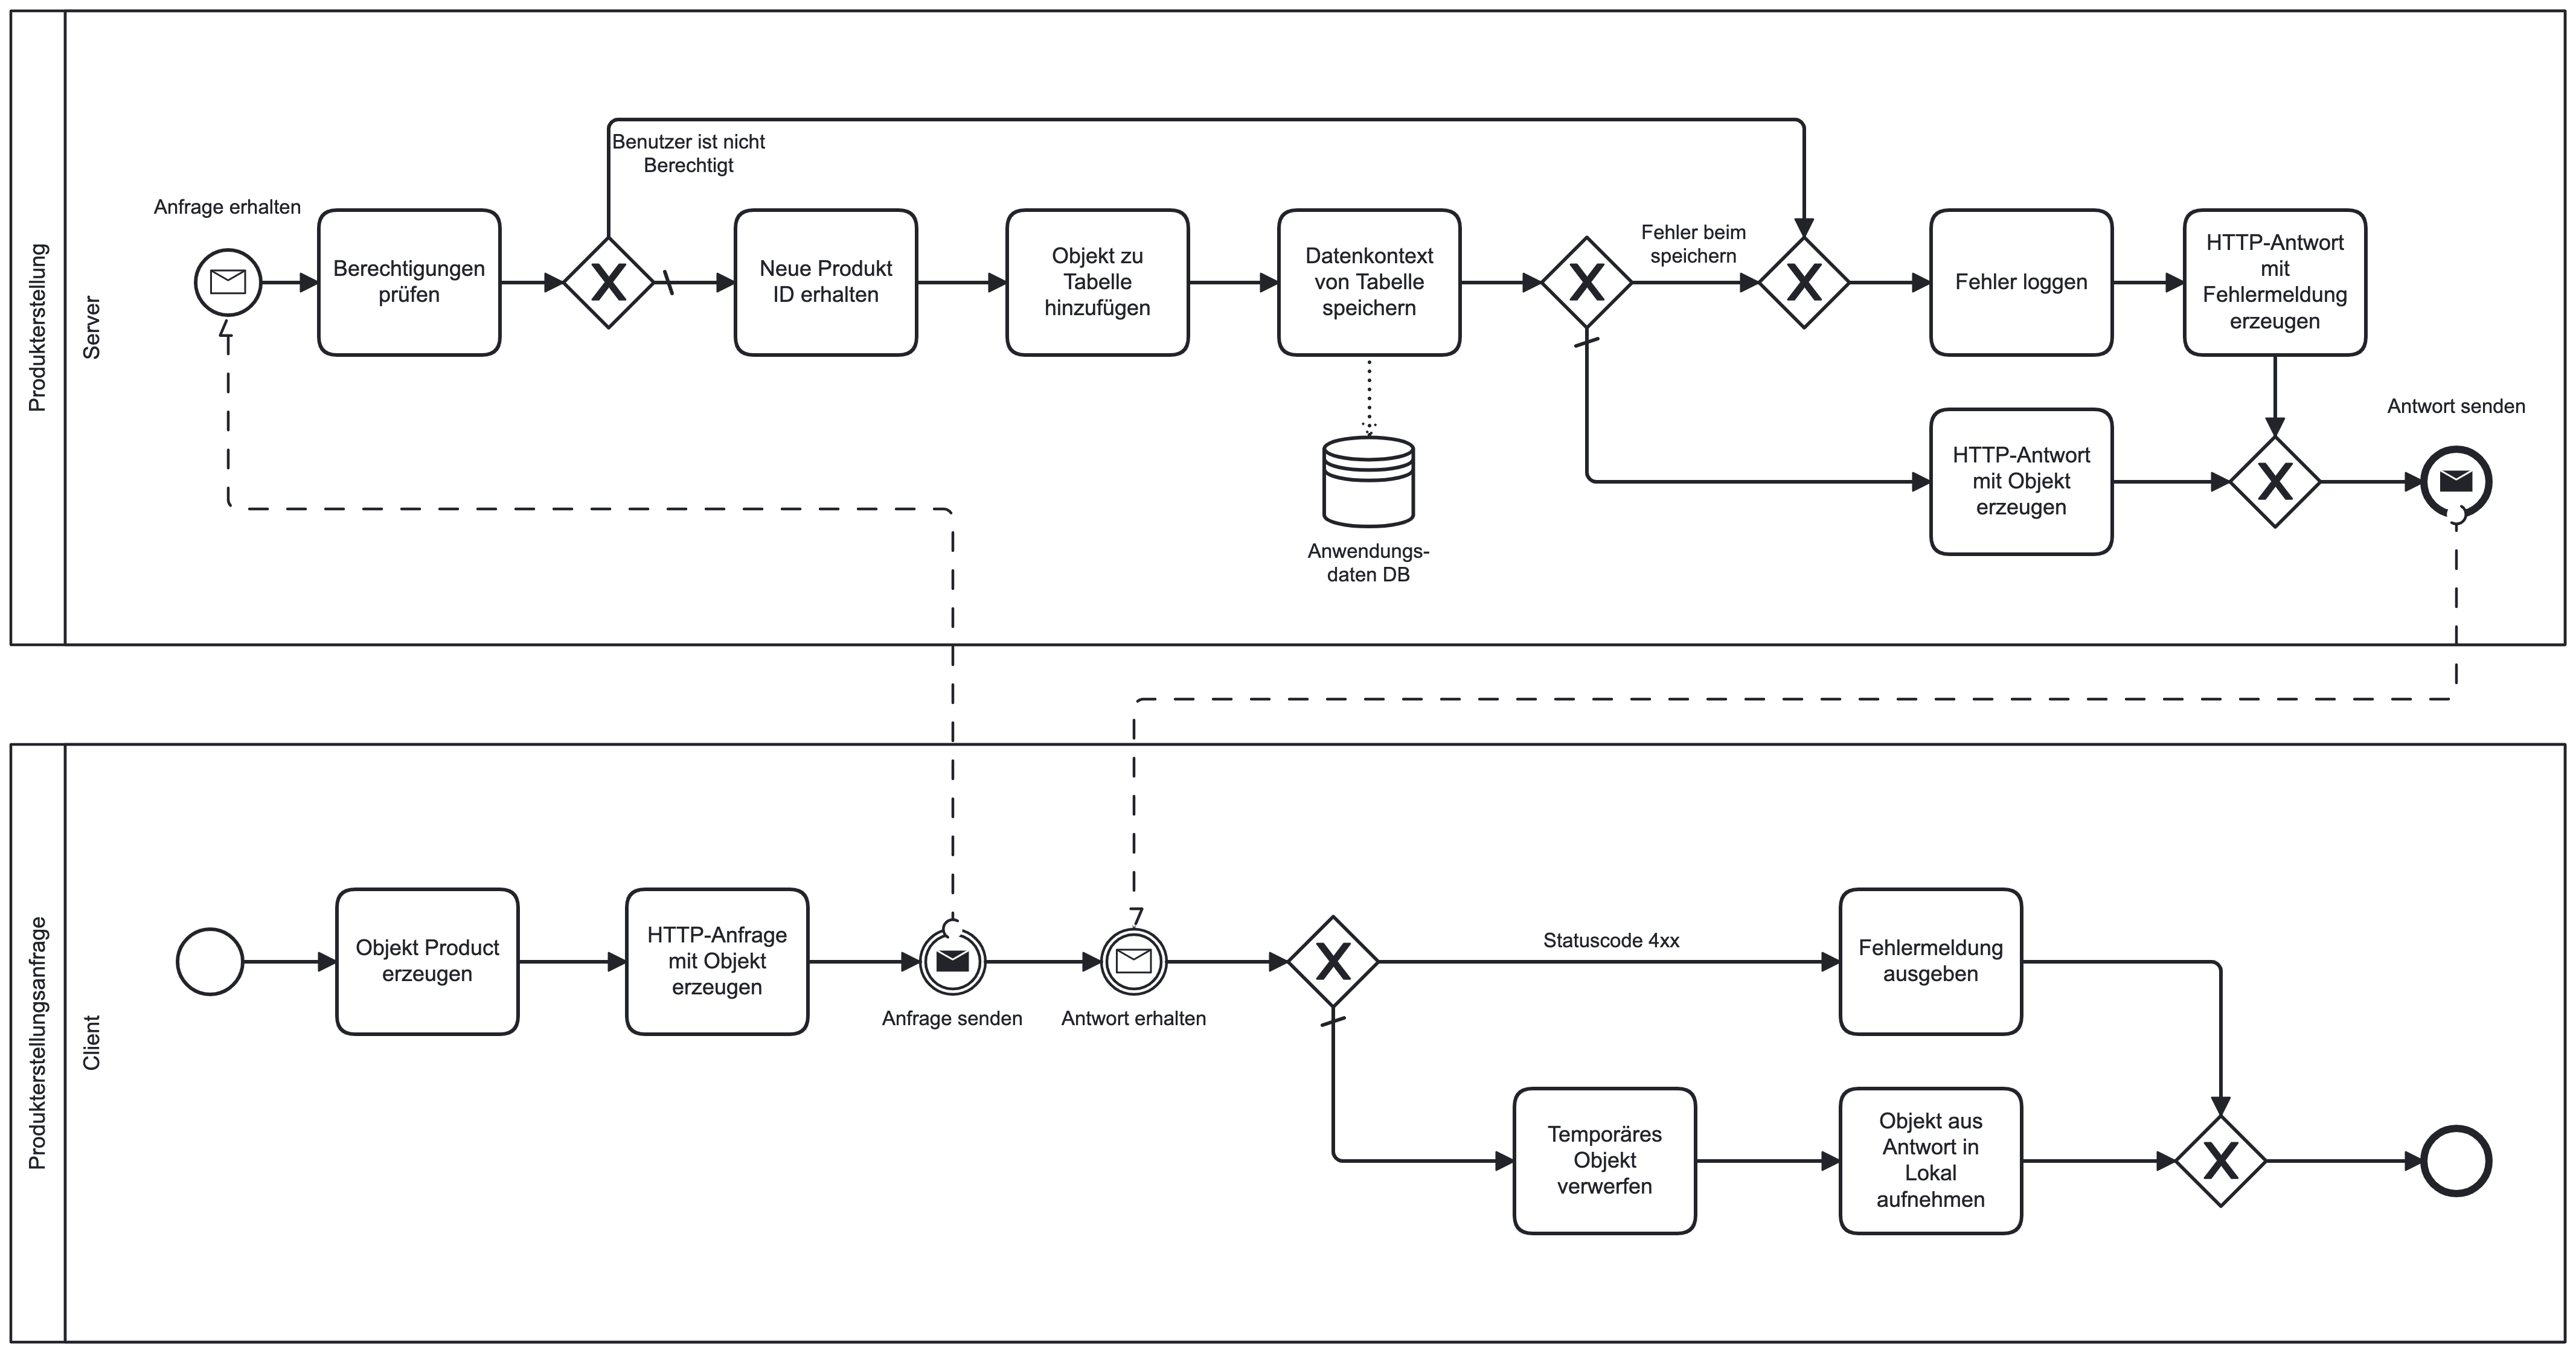 Produkterstellung
Server
Anfrage erhalten
Berechtigungen
prüfen
Benutzer ist nicht
Berechtigt
X
Neue Produkt
ID erhalten
Objekt zu
Tabelle
hinzufügen
Datenkontext
von Tabelle
speichern
Anwendungs-
daten DB
X
Fehler beim
speichern
X
Fehler loggen
HTTP-Antwort
mit
Fehlermeldung
erzeugen
HTTP-Antwort
mit Objekt
erzeugen
X
Antwort senden
Produkterstellungsanfrage
Client
Objekt Product
erzeugen
HTTP-Anfrage
mit Objekt
erzeugen
Anfrage senden
Antwort erhalten
X
Statuscode 4xx
Fehlermeldung
ausgeben
Temporäres
Objekt
verwerfen
Objekt aus
Antwort in
Lokal
aufnehmen
X